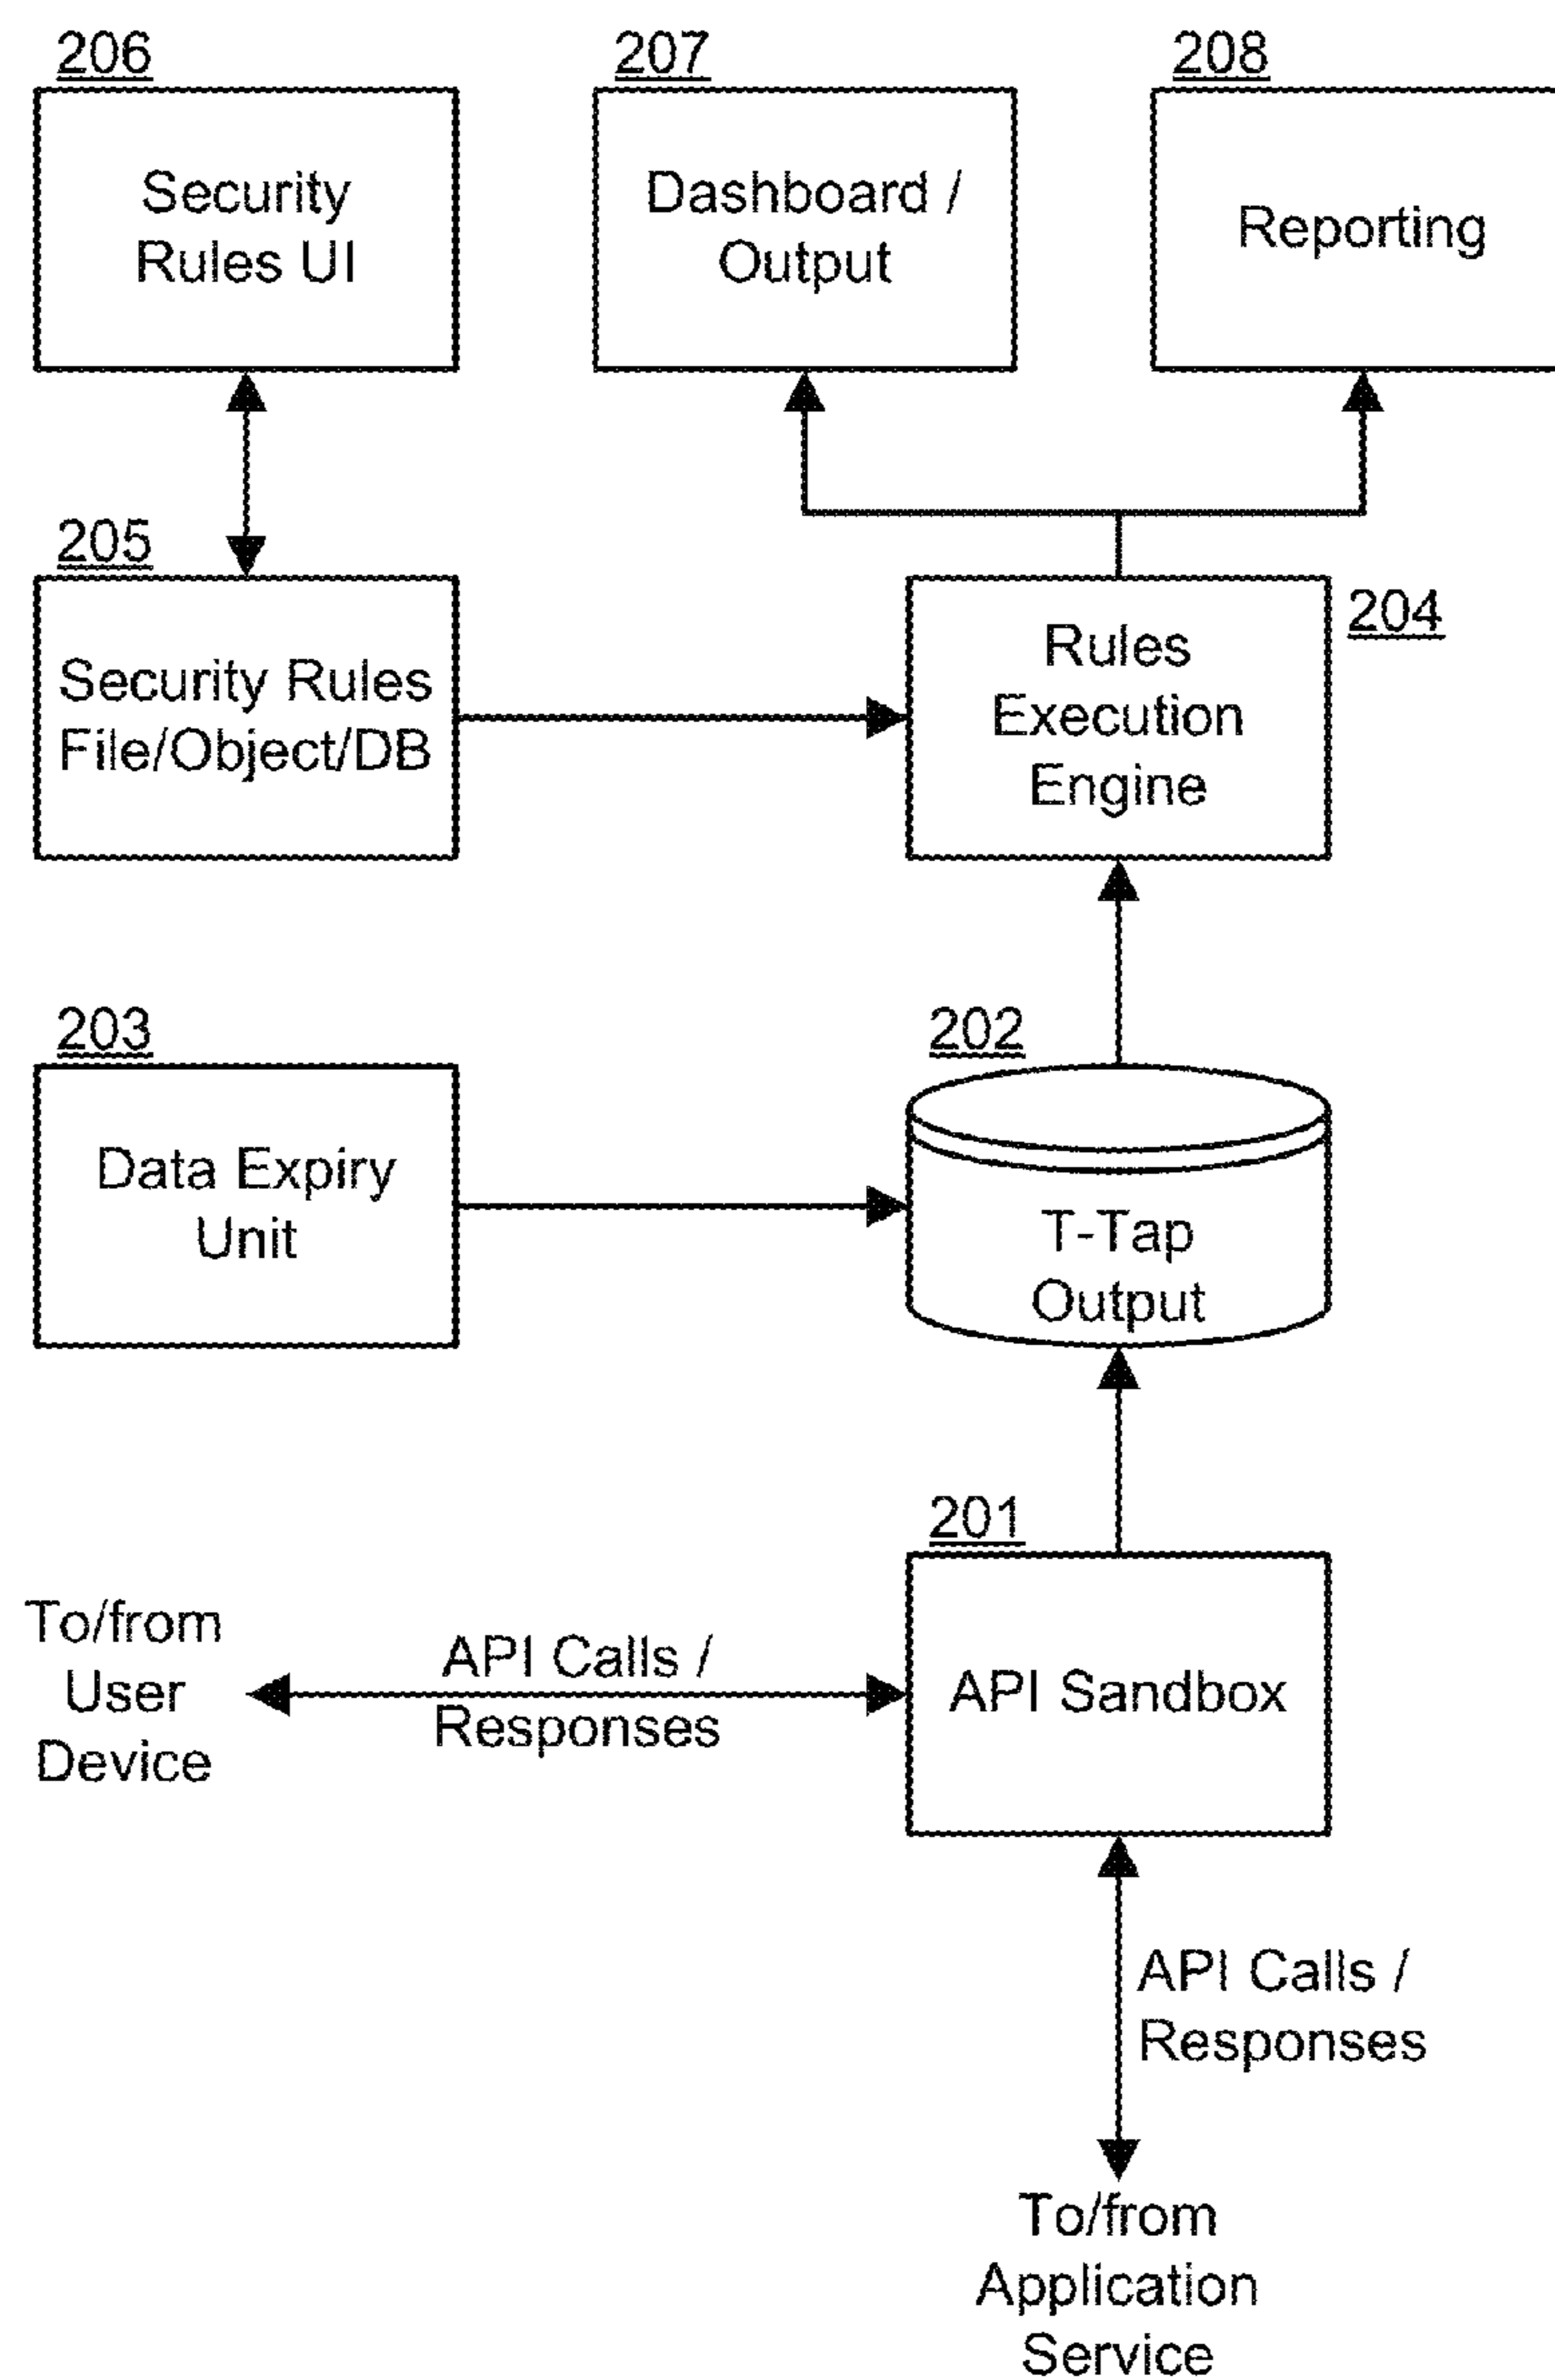 206
Security
Rules UI
207
Dashboard /
Output
208
Reporting
205
Security Rules
File/Object/DB
204
Rules
Execution
Engine
203
Data Expiry
Unit
202
T-Tap
Output
201
API Sandbox
To/from
User
Device
API Calls /
Responses
API Calls /
Responses
To/from
Application
Service